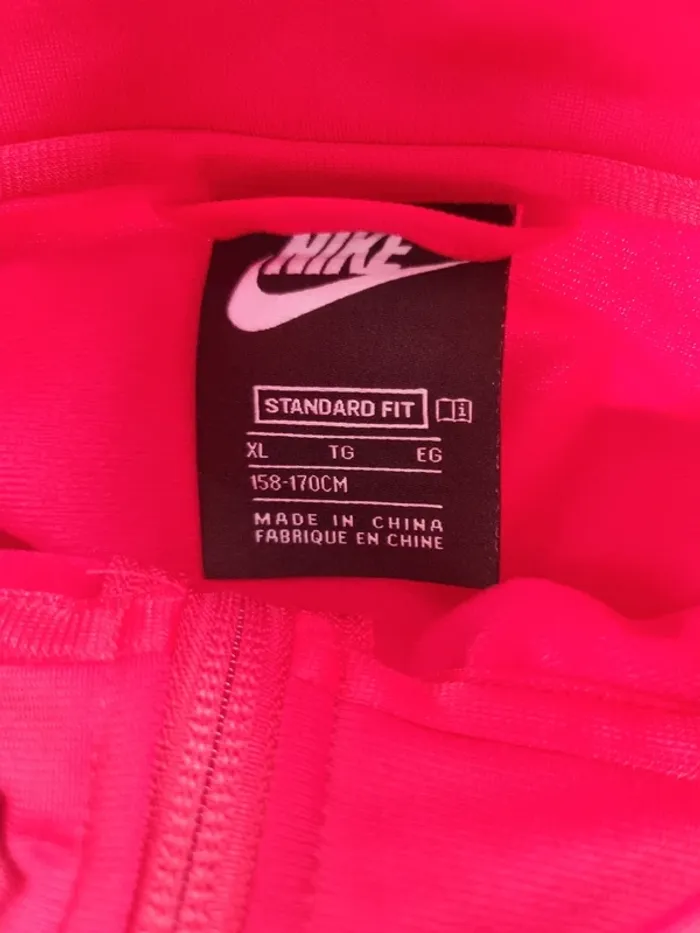 NIKE
STANDARD FIT
XL TG EG
158-170CM
MADE IN CHINA
FABRIQUE EN CHINE